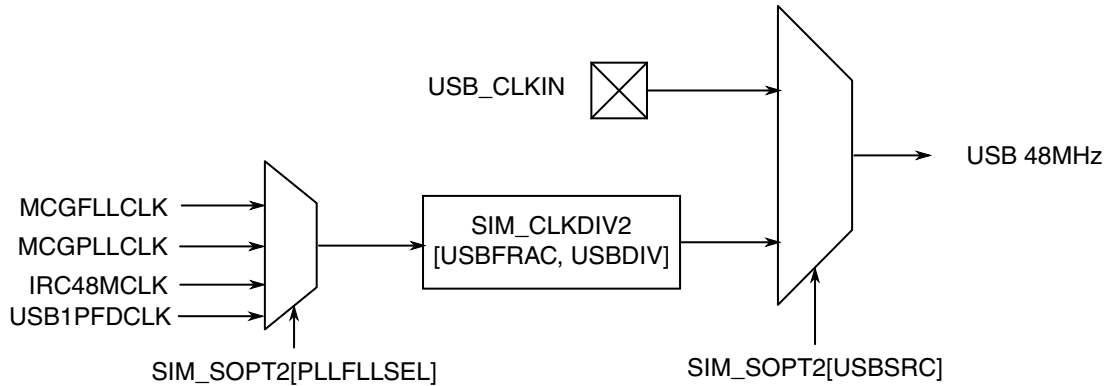 USB_CLKIN
USB 48MHz
MCGFLLCLK
MCGPLLCLK
IRC48MCLK
USB1PFDCLK
SIM_CLKDIV2
[USBFRAC, USBDIV]
SIM_SOPT2[PLLFLLSEL]
SIM_SOPT2[USBSRC]